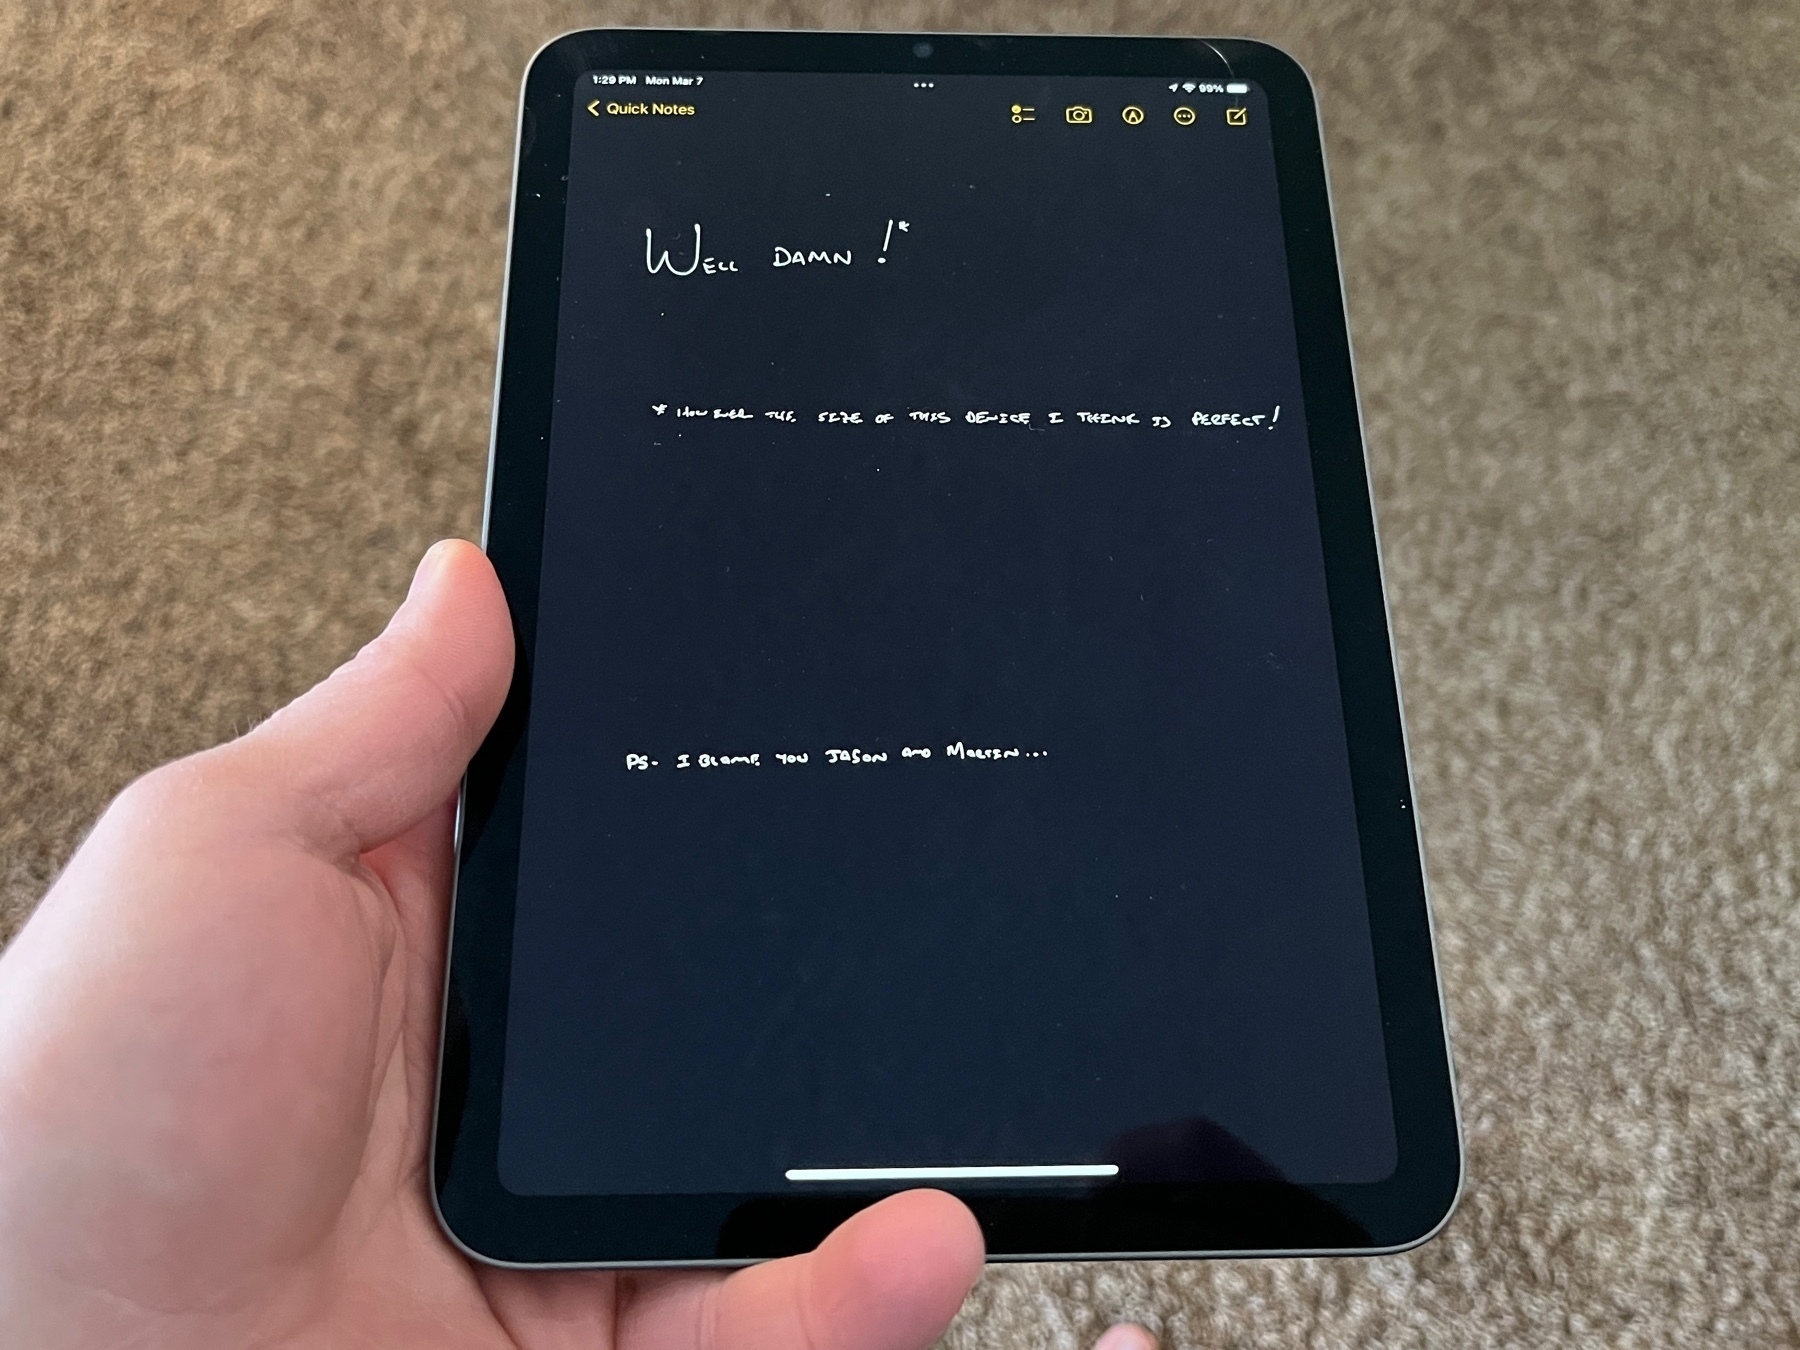 1:29 PM Mon Mar 7
99%
Quick Notes
WELL DAMN !*
* HOWEVER THE SIZE OF THIS DEVICE I THINK IS PERFECT!
PS- I BLAME YOU JASON AND